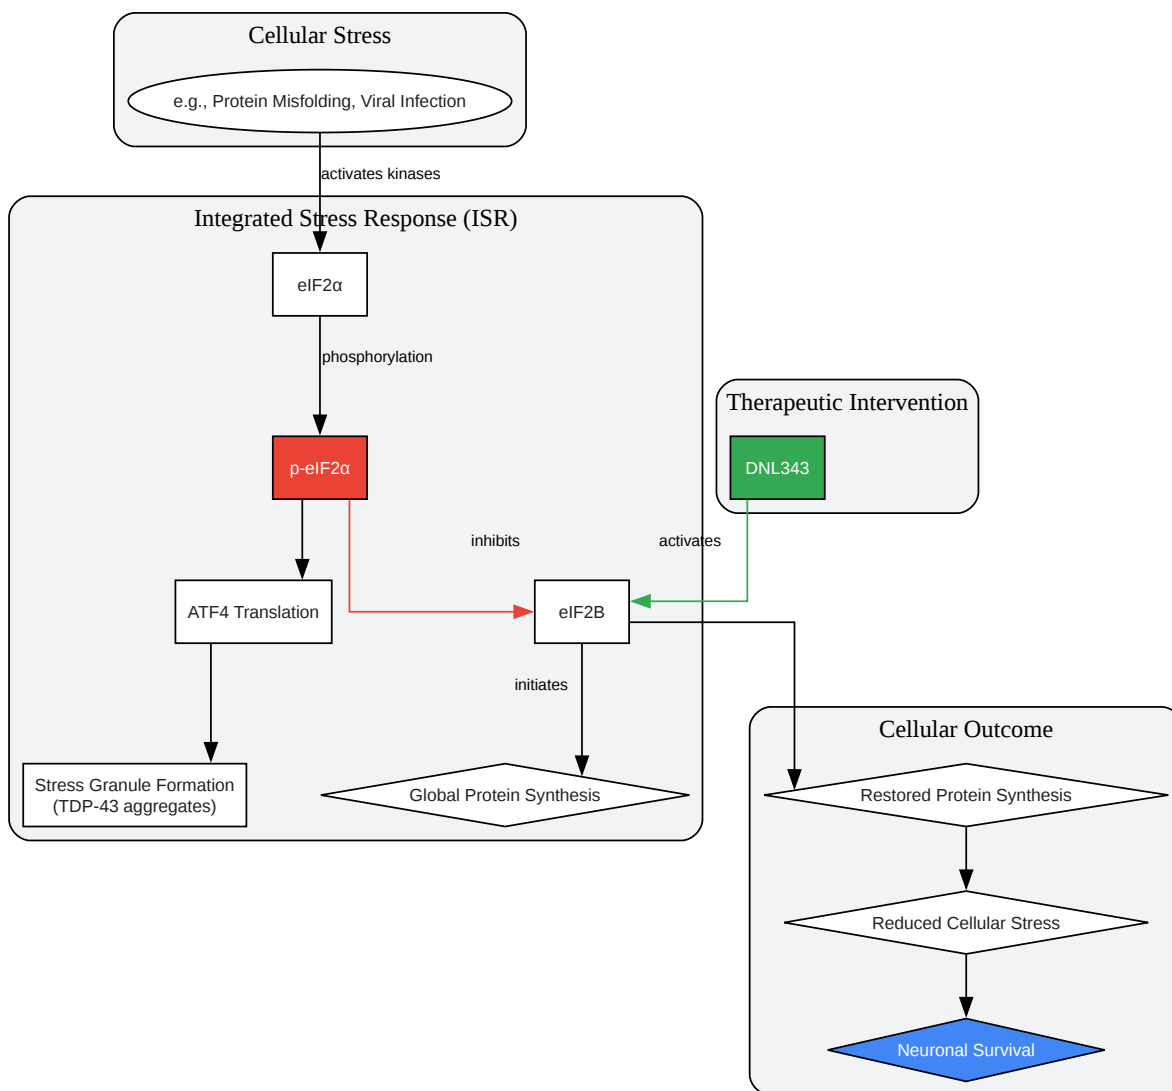 Cellular Stress
e.g., Protein Misfolding, Viral Infection
activates kinases
Integrated Stress Response (ISR)
eIF2α
phosphorylation
Therapeutic Intervention
p-eIF2α
DNL343
inhibits
activates
ATF4 Translation
eIF2B
initiates
Cellular Outcome
Stress Granule Formation
(TDP-43 aggregates)
Global Protein Synthesis
Restored Protein Synthesis
Reduced Cellular Stress
Neuronal Survival